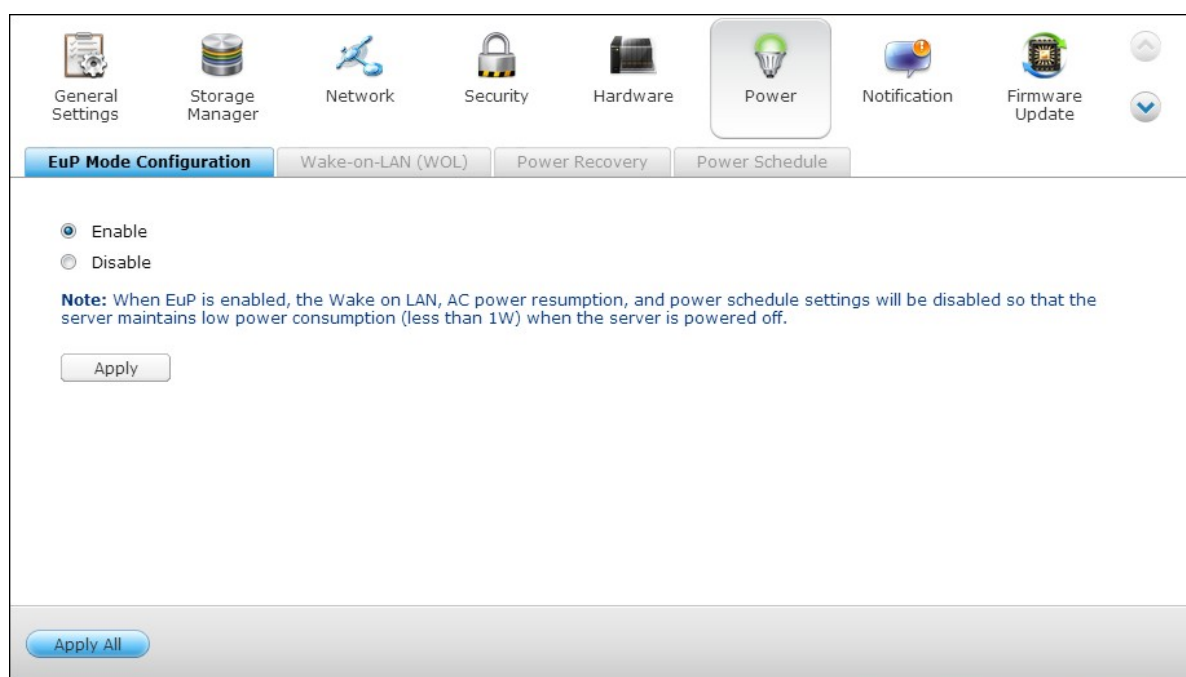 General
Settings
Storage
Manager
Network
Security
Hardware
Power
Notification
Firmware
Update
EuP Mode Configuration
Wake-on-LAN (WOL)
Power Recovery
Power Schedule
Enable
Disable
Note: When EuP is enabled, the Wake on LAN, AC power resumption, and power schedule settings will be disabled so that the
server maintains low power consumption (less than 1W) when the server is powered off.
Apply
Apply All